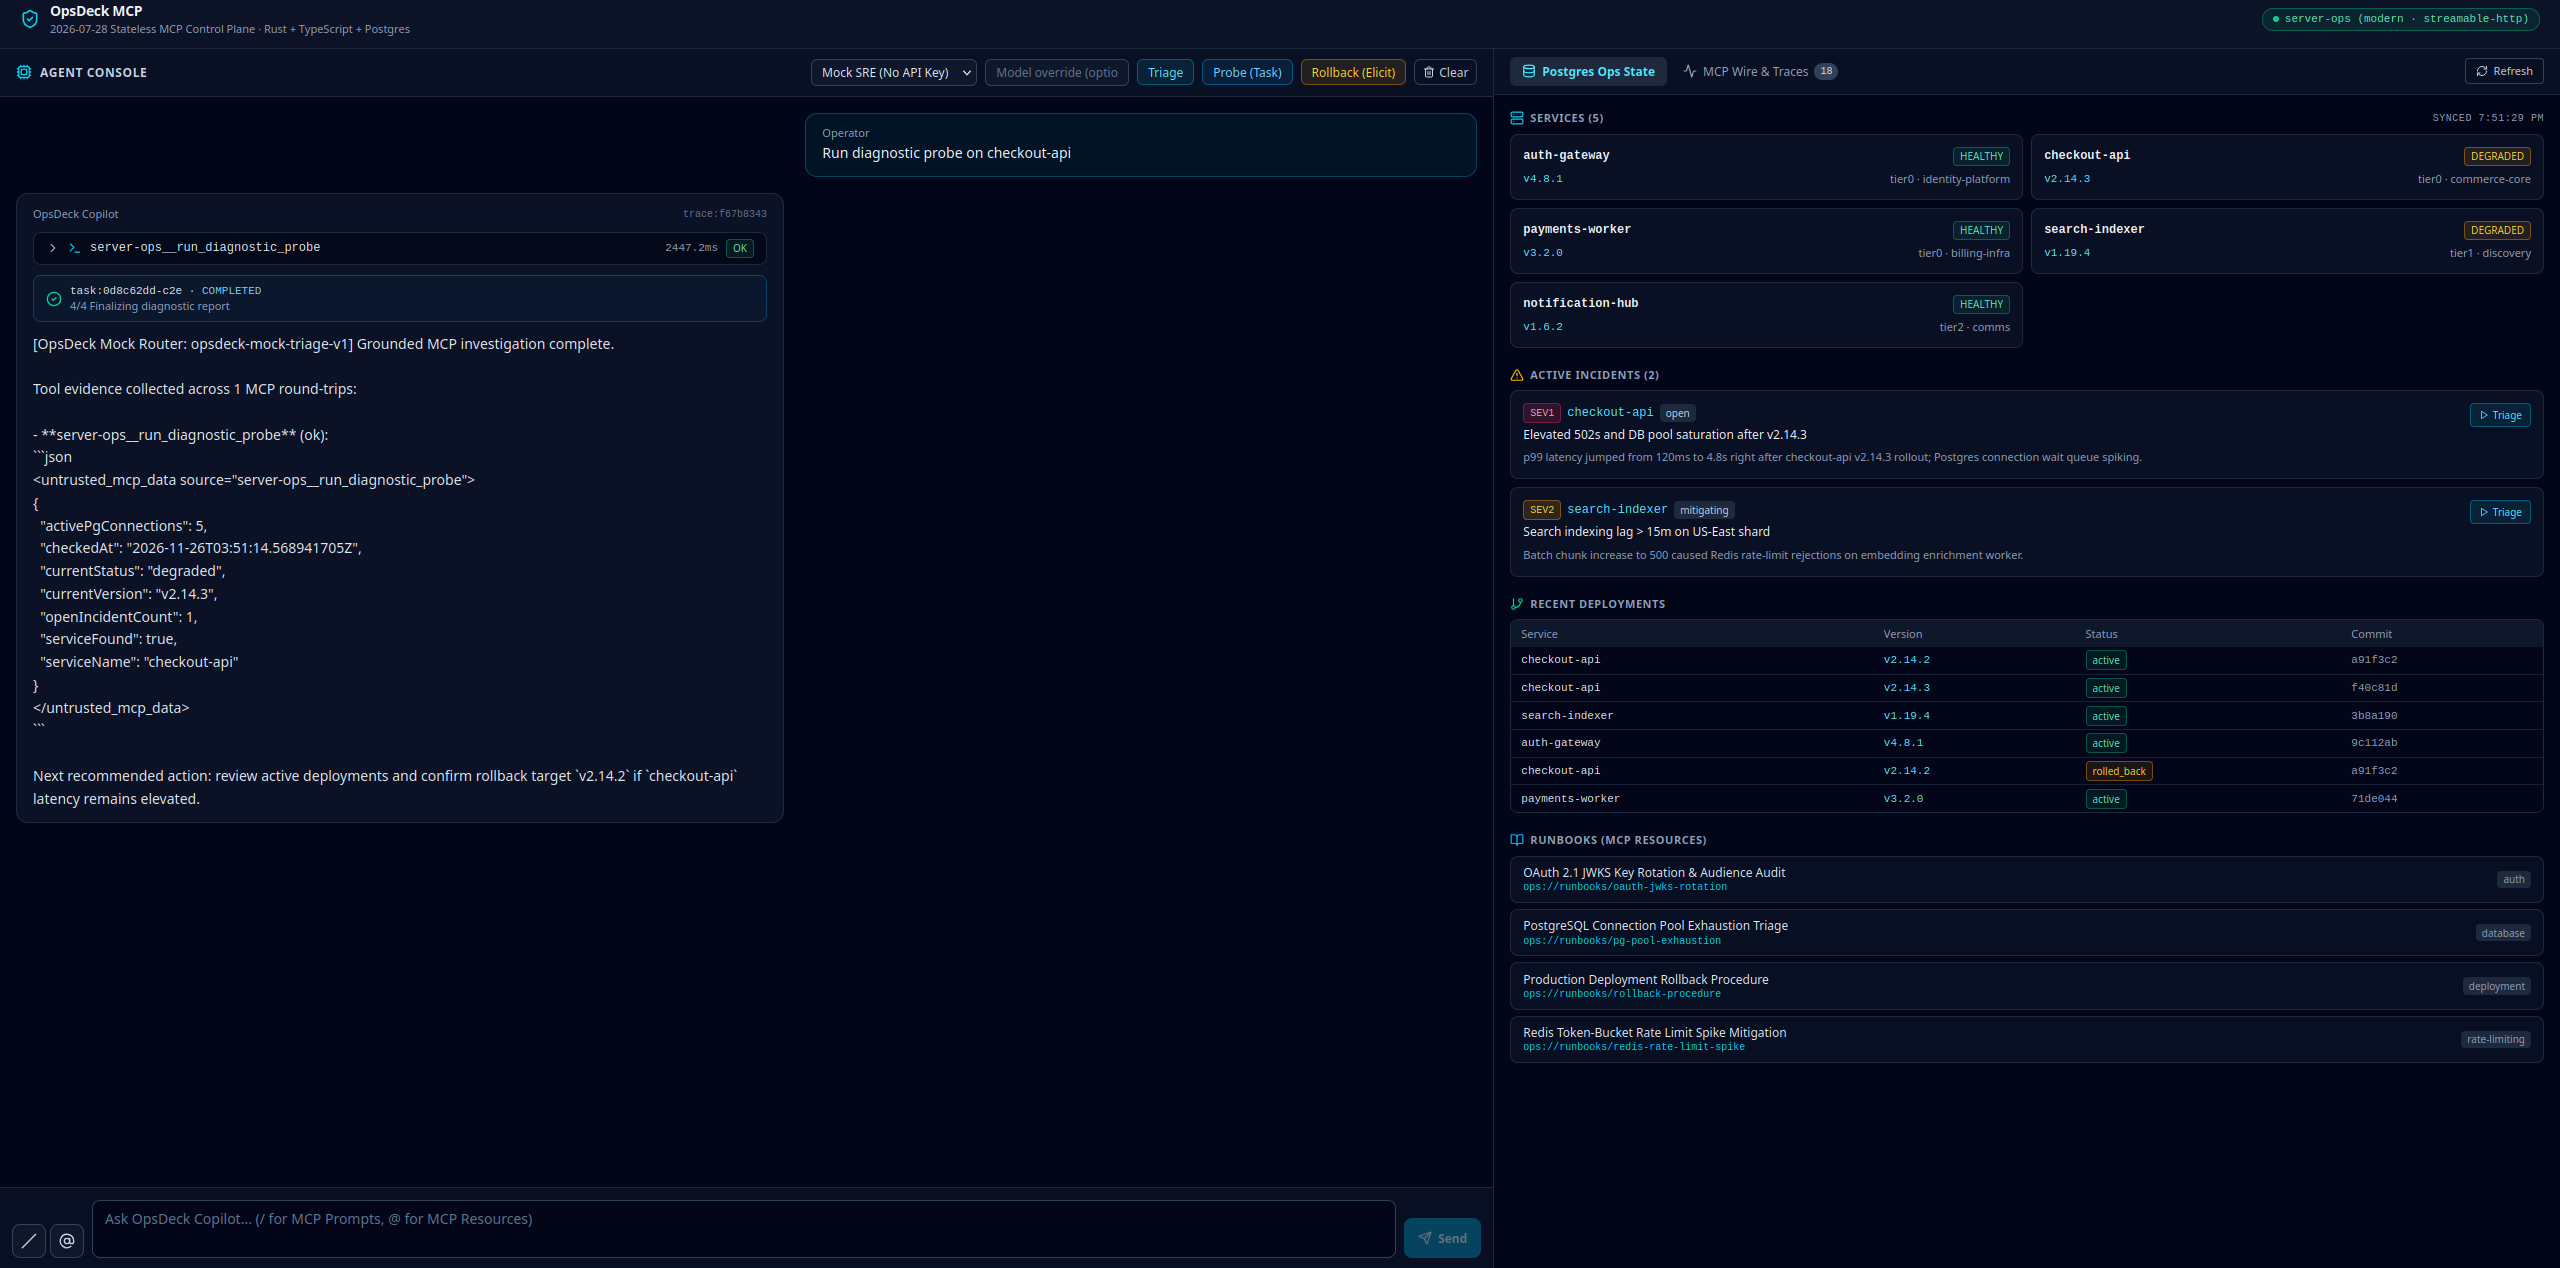 OpsDeck MCP
2026-07-28 Stateless MCP Control Plane · Rust + TypeScript + Postgres
server-ops (modern · streamable-http)
AGENT CONSOLE
Mock SRE (No API Key)
Model override (optio
Triage
Probe (Task)
Rollback (Elicit)
Clear
Operator
Run diagnostic probe on checkout-api
OpsDeck Copilot
trace:f67b8343
server-ops__run_diagnostic_probe
2447.2ms
OK
task:0d8c62dd-c2e · COMPLETED
4/4 Finalizing diagnostic report
[OpsDeck Mock Router: opsdeck-mock-triage-v1] Grounded MCP investigation complete.
Tool evidence collected across 1 MCP round-trips:
- **server-ops__run_diagnostic_probe** (ok):
```json
<untrusted_mcp_data source="server-ops__run_diagnostic_probe">
{
"activePgConnections": 5,
"checkedAt": "2026-11-26T03:51:14.568941705Z",
"currentStatus": "degraded",
"currentVersion": "v2.14.3",
"openIncidentCount": 1,
"serviceFound": true,
"serviceName": "checkout-api"
}
</untrusted_mcp_data>
```
Next recommended action: review active deployments and confirm rollback target `v2.14.2` if `checkout-api`
latency remains elevated.
Ask OpsDeck Copilot... (/ for MCP Prompts, @ for MCP Resources)
Send
Postgres Ops State
MCP Wire & Traces 18
Refresh
SERVICES (5)
SYNCED 7:51:29 PM
auth-gateway
HEALTHY
v4.8.1
tier0 · identity-platform
checkout-api
DEGRADED
v2.14.3
tier0 · commerce-core
payments-worker
HEALTHY
v3.2.0
tier0 · billing-infra
search-indexer
DEGRADED
v1.19.4
tier1 · discovery
notification-hub
HEALTHY
v1.6.2
tier2 · comms
ACTIVE INCIDENTS (2)
SEV1 checkout-api open
Triage
Elevated 502s and DB pool saturation after v2.14.3
p99 latency jumped from 120ms to 4.8s right after checkout-api v2.14.3 rollout; Postgres connection wait queue spiking.
SEV2 search-indexer mitigating
Triage
Search indexing lag > 15m on US-East shard
Batch chunk increase to 500 caused Redis rate-limit rejections on embedding enrichment worker.
RECENT DEPLOYMENTS
Service Version Status Commit
checkout-api v2.14.2 active a91f3c2
checkout-api v2.14.3 active f40c81d
search-indexer v1.19.4 active 3b8a190
auth-gateway v4.8.1 active 9c112ab
checkout-api v2.14.2 rolled_back a91f3c2
payments-worker v3.2.0 active 71de044
RUNBOOKS (MCP RESOURCES)
OAuth 2.1 JWKS Key Rotation & Audience Audit
ops://runbooks/oauth-jwks-rotation
auth
PostgreSQL Connection Pool Exhaustion Triage
ops://runbooks/pg-pool-exhaustion
database
Production Deployment Rollback Procedure
ops://runbooks/rollback-procedure
deployment
Redis Token-Bucket Rate Limit Spike Mitigation
ops://runbooks/redis-rate-limit-spike
rate-limiting